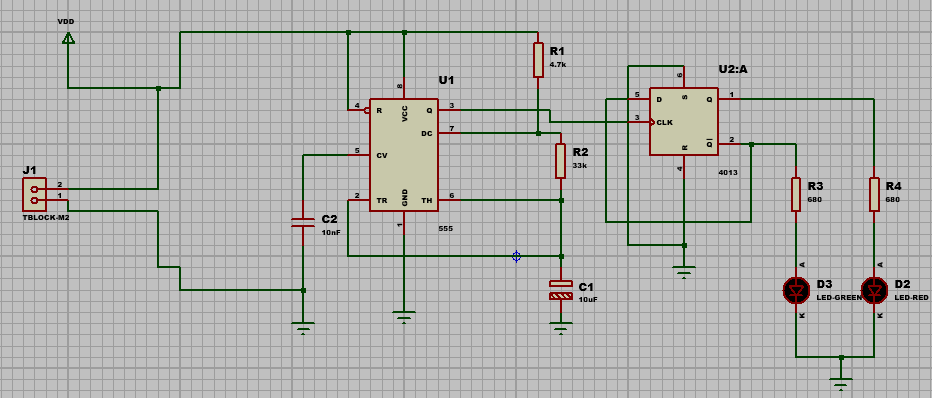 VDD
J1
2
1
TBLOCK-M2
C2
10nF
U1
4
R
8
VCC
Q
3
DC
7
5
CV
2
TR
GND
1
TH
6
555
R1
4.7k
R2
33k
C1
10uF
U2:A
5
D
6
S
Q
1
3
CLK
R
4
Q
2
4013
R3
680
R4
680
A
D3
LED-GREEN
K
A
D2
LED-RED
K